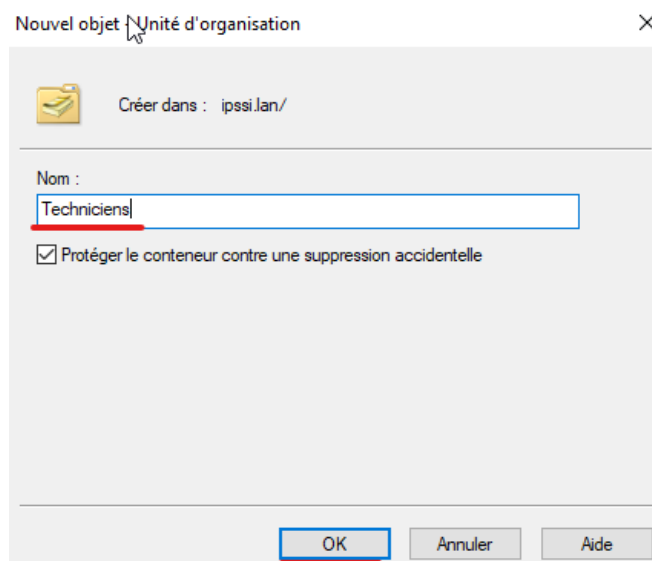 Nouvel objet - Unité d'organisation
Créer dans : ipssi.lan/
Nom :
Techniciens
Protéger le conteneur contre une suppression accidentelle
OK Annuler Aide